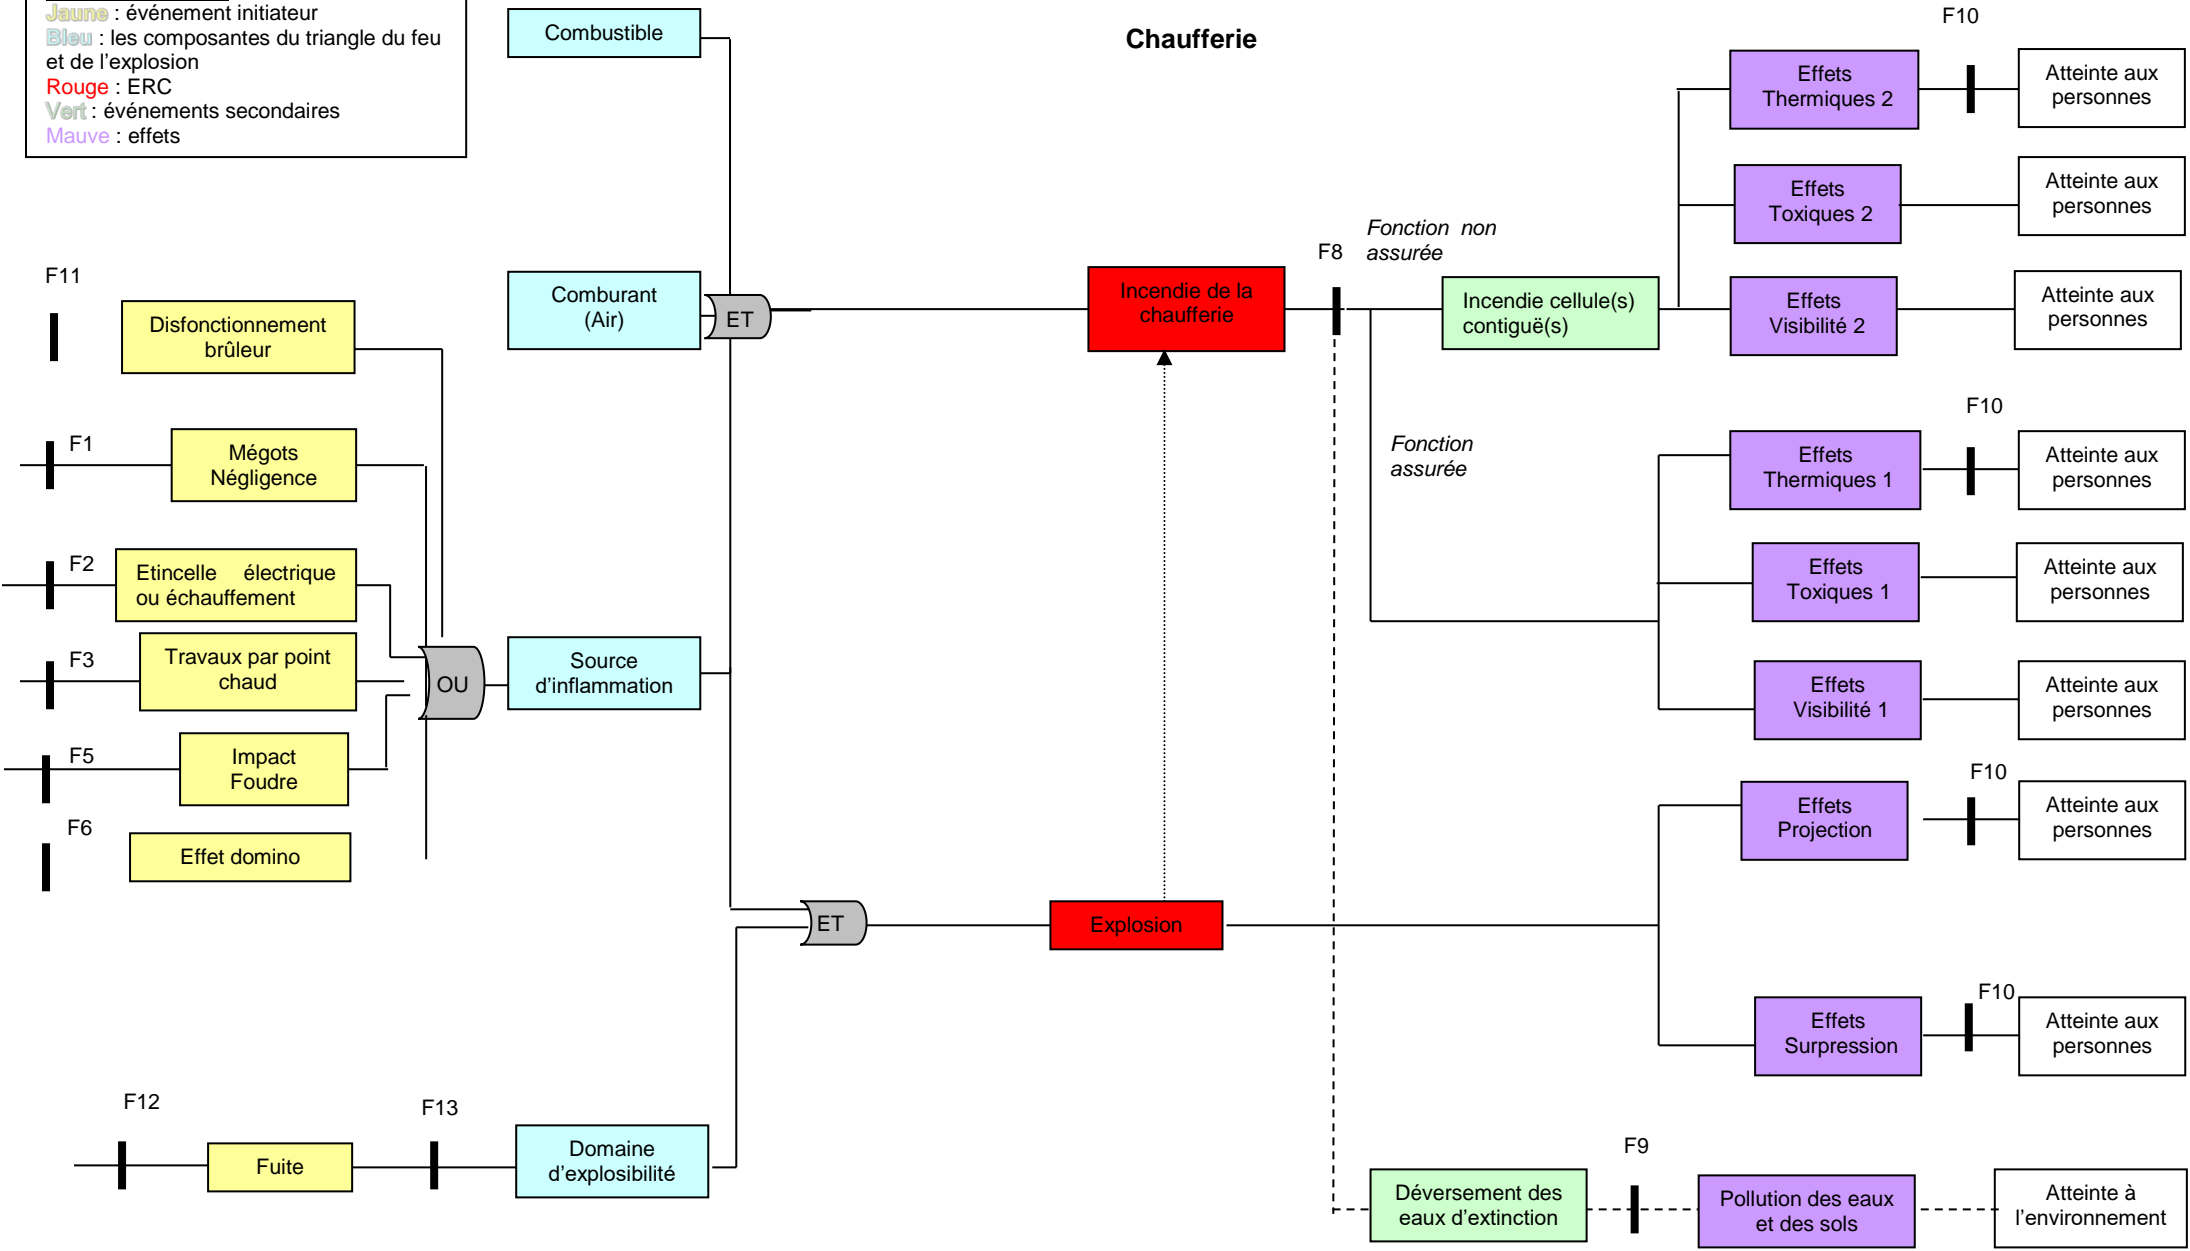 Jaune : événement initiateur
Bleu : les composantes du triangle du feu
et de l'explosion
Rouge : ERC
Vert : événements secondaires
Mauve : effets
Combustible
Chaufferie
F10
Effets
Thermiques 2
Atteinte aux
personnes
Effets
Toxiques 2
Atteinte aux
personnes
Fonction non
assurée
F8
F11
Disfonctionnement
brûleur
Comburant
(Air)
ET
Incendie de la
chaufferie
Incendie cellule(s)
contiguë(s)
Effets
Visibilité 2
Atteinte aux
personnes
F10
F1
Mégots
Négligence
Fonction
assurée
Effets
Thermiques 1
Atteinte aux
personnes
F2
Etincelle électrique
ou échauffement
Effets
Toxiques 1
Atteinte aux
personnes
F3
Travaux par point
chaud
OU
Source
d'inflammation
Effets
Visibilité 1
Atteinte aux
personnes
F5
Impact
Foudre
F10
Effets
Projection
Atteinte aux
personnes
F6
Effet domino
ET
Explosion
F10
Effets
Surpression
Atteinte aux
personnes
F12
Fuite
F13
Domaine
d'explosibilité
F9
Déversement des
eaux d'extinction
Pollution des eaux
et des sols
Atteinte à
l'environnement